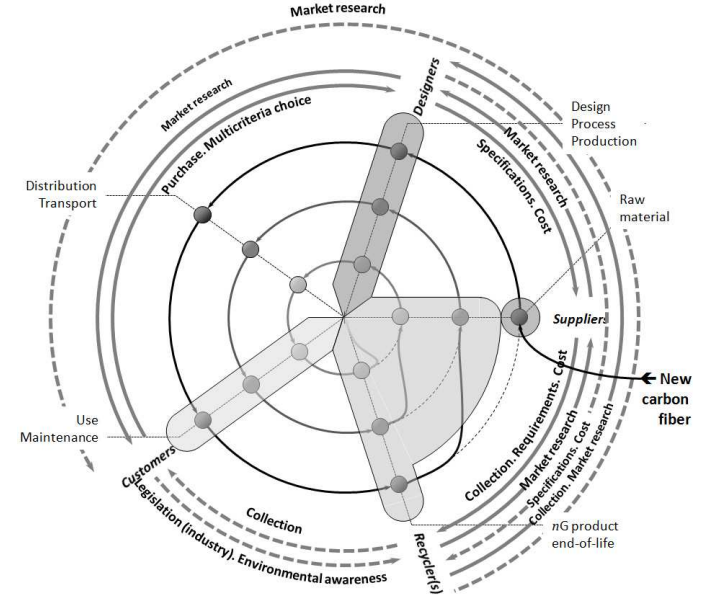 Market research
Market research
Purchase. Multicriteria choice
Designers
Design
Process
Production
Market research
Specifications. Cost
Distribution
Transport
Raw
material
Suppliers
New
carbon
fiber
Use
Maintenance
Customers
Collection. Requirements. Cost
Market research
Specifications. Cost
Collection. Market research
Collection
Legislation (industry). Environmental awareness
Recycler(s)
nG product
end-of-life